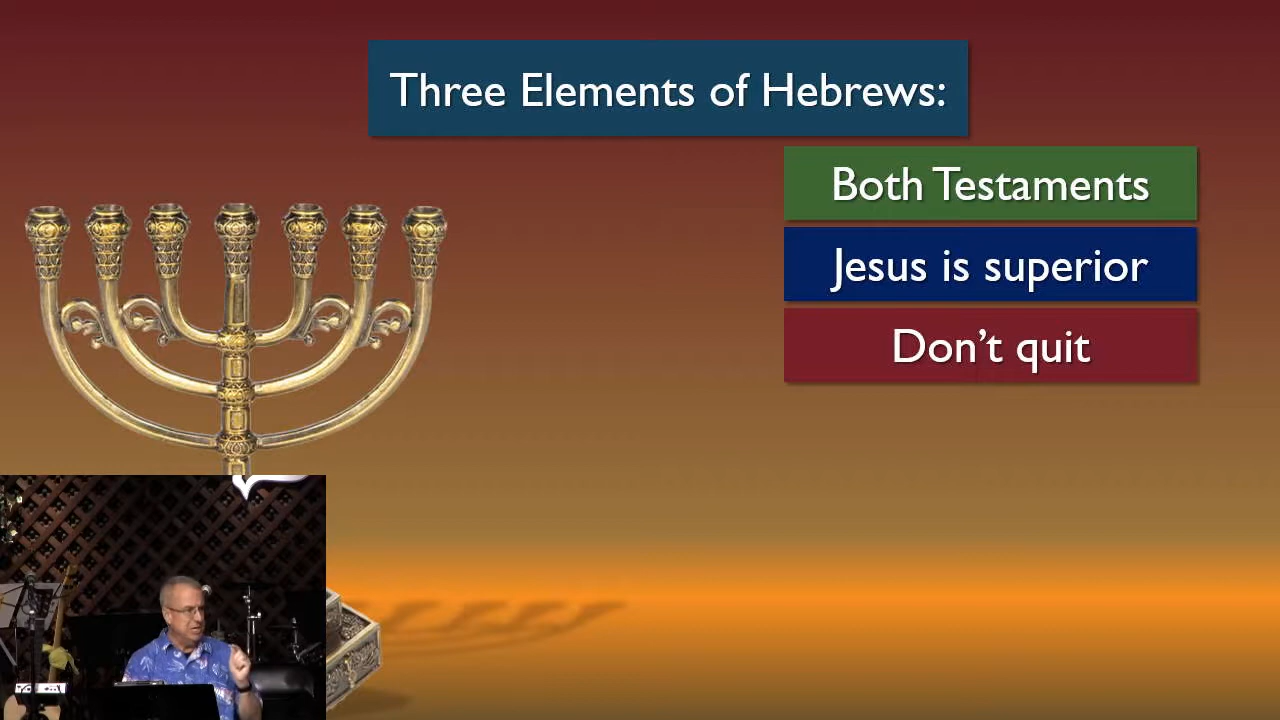 Three Elements of Hebrews:
Both Testaments
Jesus is superior
Don’t quit